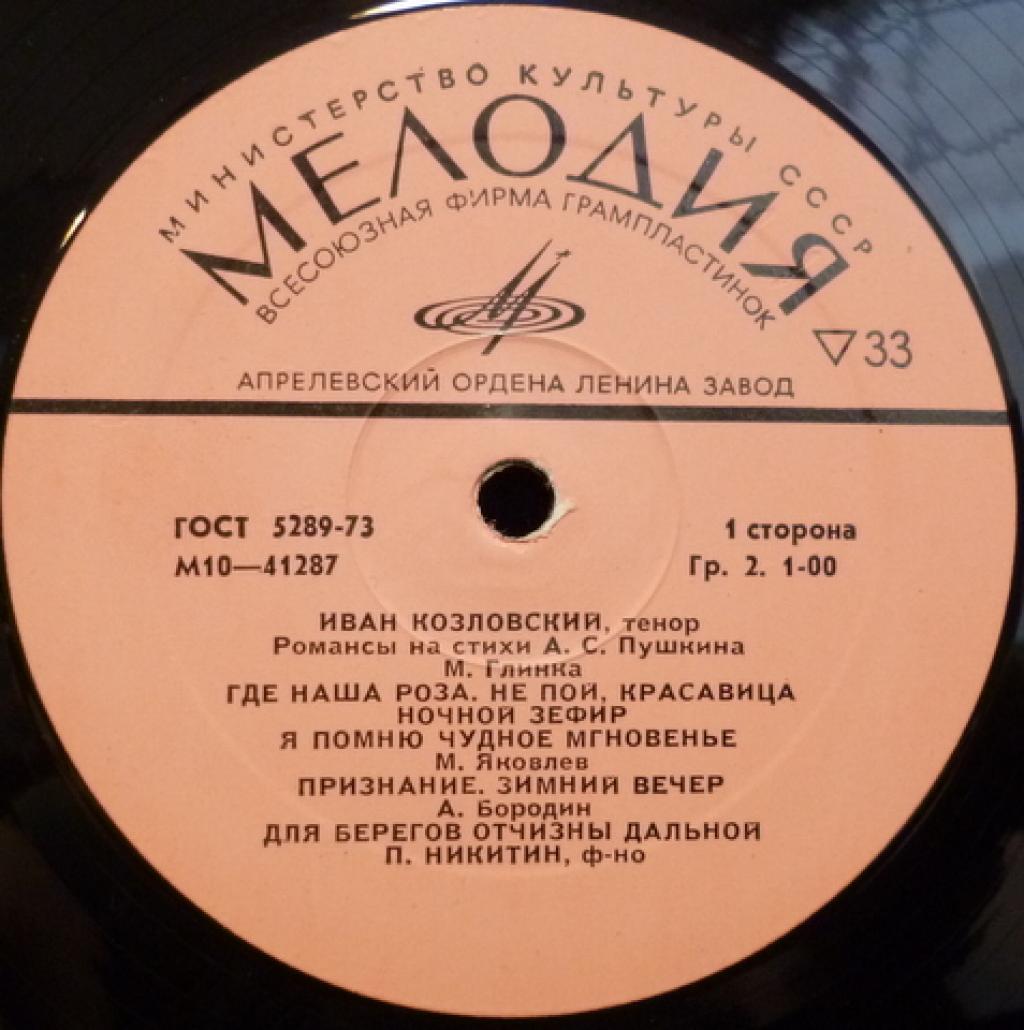 МИНИСТЕРСТВО КУЛЬТУРЫ СССР
МЕЛОДИЯ
ВСЕСОЮЗНАЯ ФИРМА ГРАМПЛАСТИНОК
33
АПРЕЛЕВСКИЙ ОРДЕНА ЛЕНИНА ЗАВОД
ГОСТ 5289-73
1 сторона
М10—41287
Гр. 2. 1-00
ИВАН КОЗЛОВСКИЙ, тенор
Романсы на стихи А. С. Пушкина
М. Глинка
ГДЕ НАША РОЗА. НЕ ПОЙ, КРАСАВИЦА
НОЧНОЙ ЗЕФИР
Я ПОМНЮ ЧУДНОЕ МГНОВЕНЬЕ
М. Яковлев
ПРИЗНАНИЕ. ЗИМНИЙ ВЕЧЕР
А. Бородин
ДЛЯ БЕРЕГОВ ОТЧИЗНЫ ДАЛЬНОЙ
П. НИКИТИН, ф-но